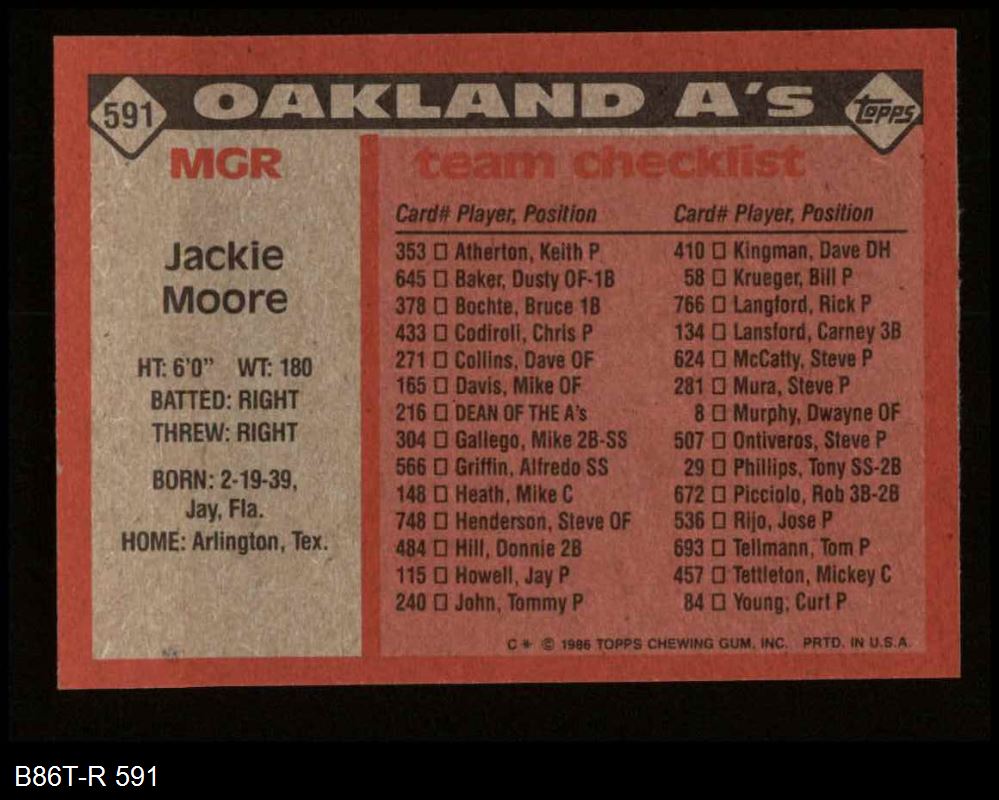 591
OAKLAND A's
topps
MGR
Jackie
Moore
HT: 6'0" WT: 180
BATTED: RIGHT
THREW: RIGHT
BORN: 2-19-39,
Jay, Fla.
HOME: Arlington, Tex.
team checklist
Card# Player, Position
353 □ Atherton, Keith P
645 □ Baker, Dusty OF-1B
378 □ Bochte, Bruce 1B
433 □ Codiroli, Chris P
271 □ Collins, Dave OF
165 □ Davis, Mike OF
216 □ DEAN OF THE A's
304 □ Gallego, Mike 2B-SS
566 □ Griffin, Alfredo SS
148 □ Heath, Mike C
748 □ Henderson, Steve OF
484 □ Hill, Donnie 2B
115 □ Howell, Jay P
240 □ John, Tommy P
Card# Player, Position
410 □ Kingman, Dave DH
58 □ Krueger, Bill P
766 □ Langford, Rick P
134 □ Lansford, Carney 3B
624 □ McCatty, Steve P
281 □ Mura, Steve P
8 □ Murphy, Dwayne OF
507 □ Ontiveros, Steve P
29 □ Phillips, Tony SS-2B
672 □ Picciolo, Rob 3B-2B
536 □ Rijo, Jose P
693 □ Tellmann, Tom P
457 □ Tettleton, Mickey C
84 □ Young, Curt P
C* © 1986 TOPPS CHEWING GUM, INC. PRTD. IN U.S.A.
B86T-R 591